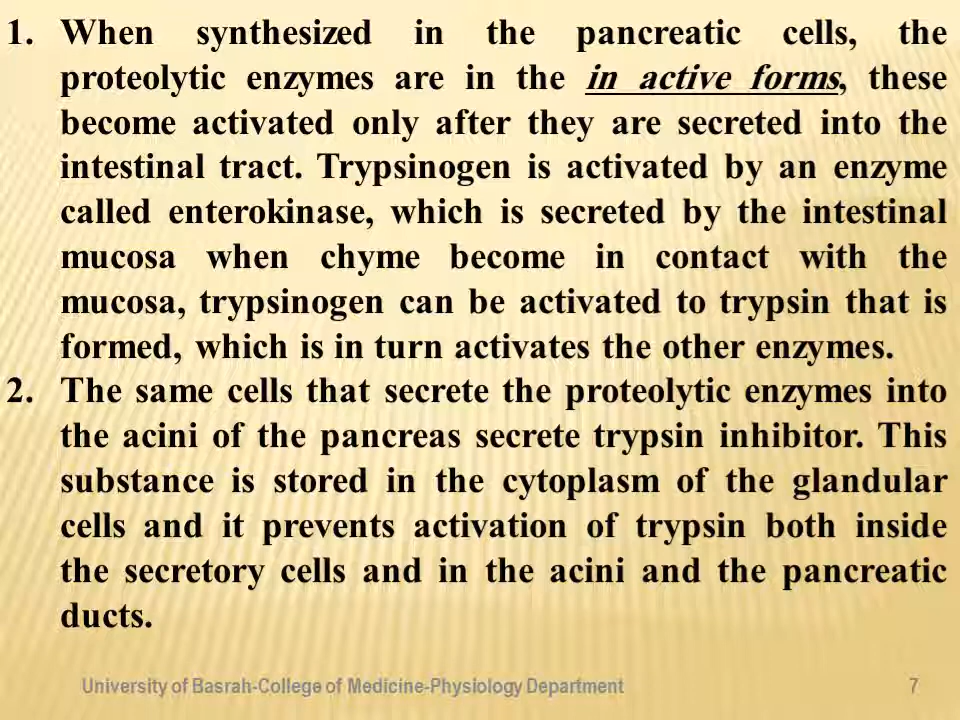 1. When synthesized in the pancreatic cells, the
proteolytic enzymes are in the in active forms, these
become activated only after they are secreted into the
intestinal tract. Trypsinogen is activated by an enzyme
called enterokinase, which is secreted by the intestinal
mucosa when chyme become in contact with the
mucosa, trypsinogen can be activated to trypsin that is
formed, which is in turn activates the other enzymes.
2. The same cells that secrete the proteolytic enzymes into
the acini of the pancreas secrete trypsin inhibitor. This
substance is stored in the cytoplasm of the glandular
cells and it prevents activation of trypsin both inside
the secretory cells and in the acini and the pancreatic
ducts.
University of Basrah-College of Medicine-Physiology Department 7